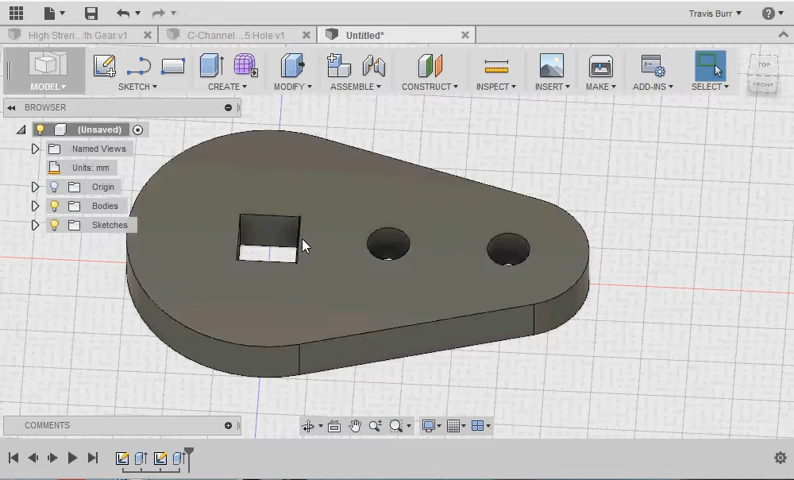 Travis Burr
High Stren...th Gear v1
C-Channel...5 Hole v1
Untitled*
MODEL
SKETCH
CREATE
MODIFY
ASSEMBLE
CONSTRUCT
INSPECT
INSERT
MAKE
ADD-INS
SELECT
TOP
FRONT
BROWSER
(Unsaved)
Named Views
Units: mm
Origin
Bodies
Sketches
COMMENTS